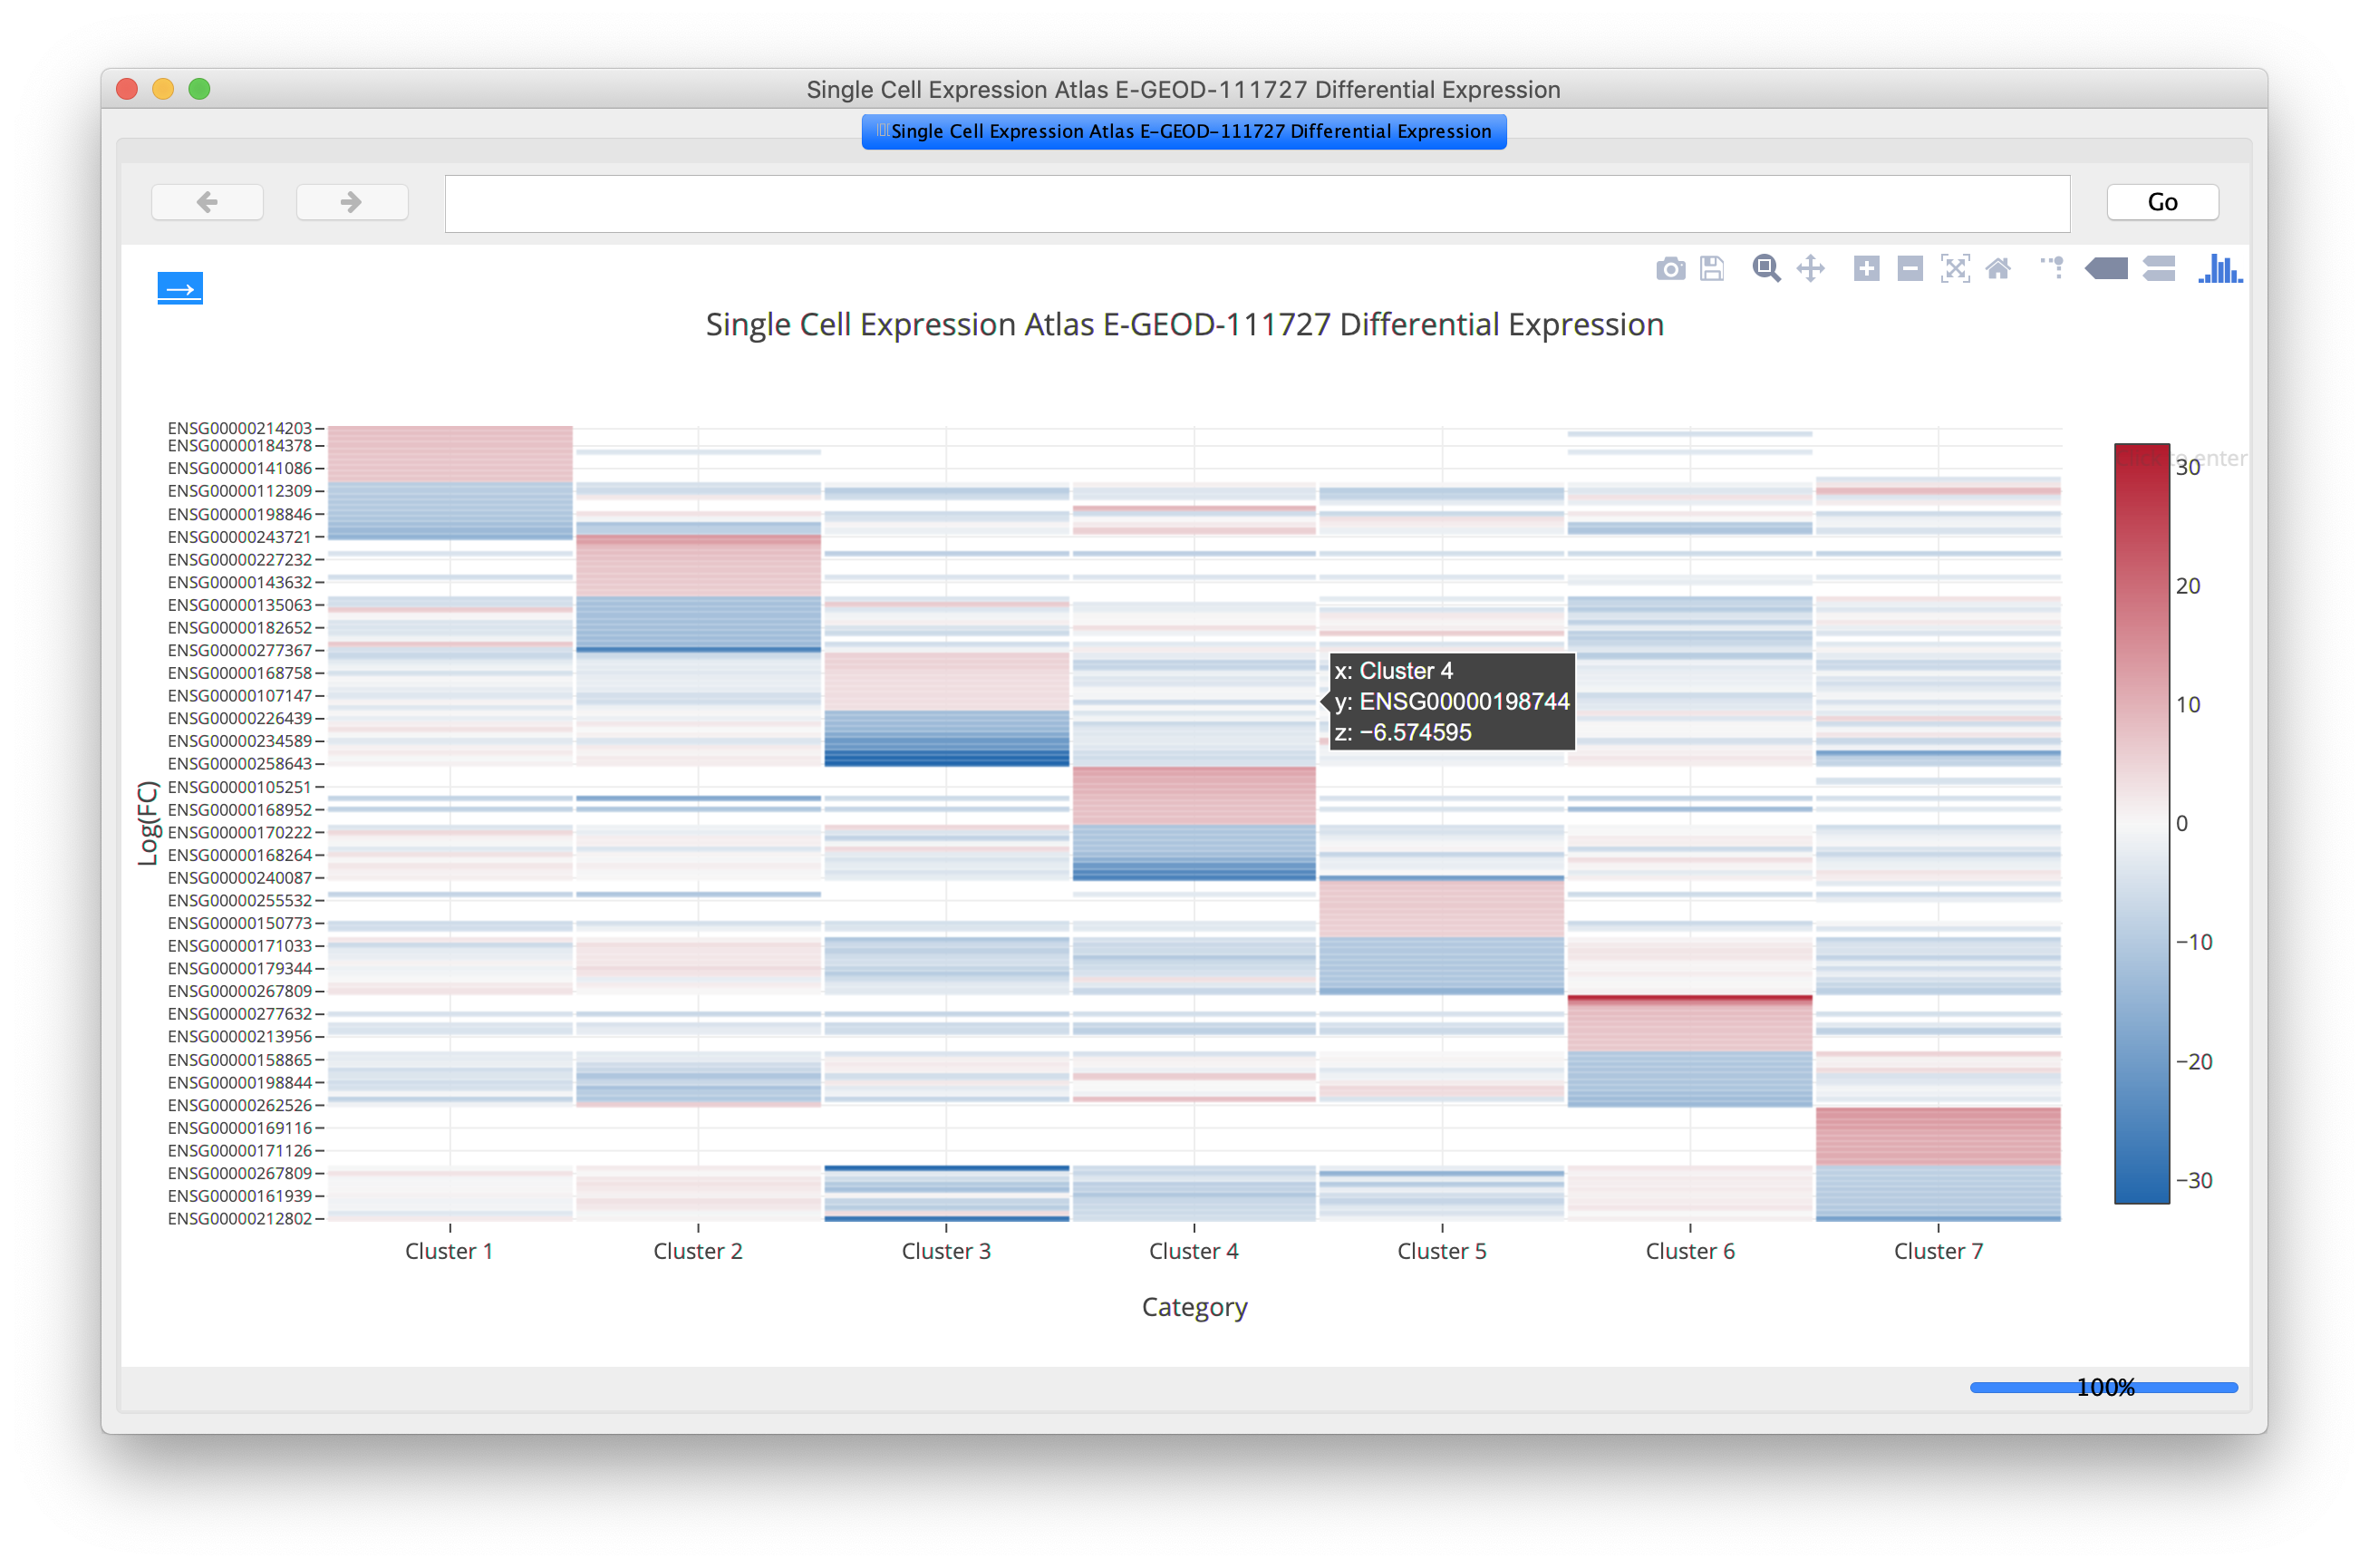 Single Cell Expression Atlas E-GEOD-111727 Differential Expression
Single Cell Expression Atlas E-GEOD-111727 Differential Expression
Go
→
Single Cell Expression Atlas E-GEOD-111727 Differential Expression
ENSG00000214203
ENSG00000184378
ENSG00000141086
ENSG00000112309
ENSG00000198846
ENSG00000243721
ENSG00000227232
ENSG00000143632
ENSG00000135063
ENSG00000182652
ENSG00000277367
ENSG00000168758
ENSG00000107147
ENSG00000226439
ENSG00000234589
ENSG00000258643
ENSG00000105251
ENSG00000168952
ENSG00000170222
ENSG00000168264
ENSG00000240087
ENSG00000255532
ENSG00000150773
ENSG00000171033
ENSG00000179344
ENSG00000267809
ENSG00000277632
ENSG00000213956
ENSG00000158865
ENSG00000198844
ENSG00000262526
ENSG00000169116
ENSG00000171126
ENSG00000267809
ENSG00000161939
ENSG00000212802
Log(FC)
x: Cluster 4
y: ENSG00000198744
z: −6.574595
to enter
30
20
10
0
−10
−20
−30
Cluster 1 Cluster 2 Cluster 3 Cluster 4 Cluster 5 Cluster 6 Cluster 7
Category
100%